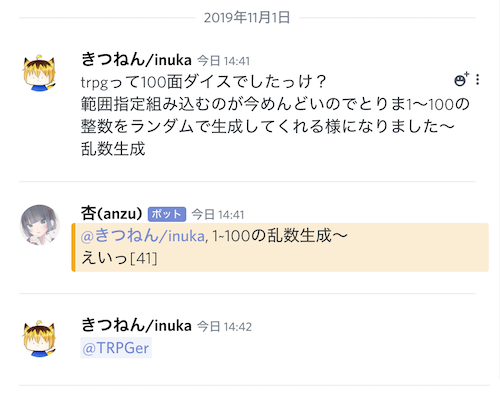 2019年11月1日
きつねん/inuka 今日 14:41
trpgって100面ダイスでしたっけ？
範囲指定組み込むのが今めんどいのでとりま1〜100の
整数をランダムで生成してくれる様になりました〜
乱数生成
杏(anzu) ボット 今日 14:41
@きつねん/inuka, 1~100の乱数生成〜
えいっ[41]
きつねん/inuka 今日 14:42
@TRPGer